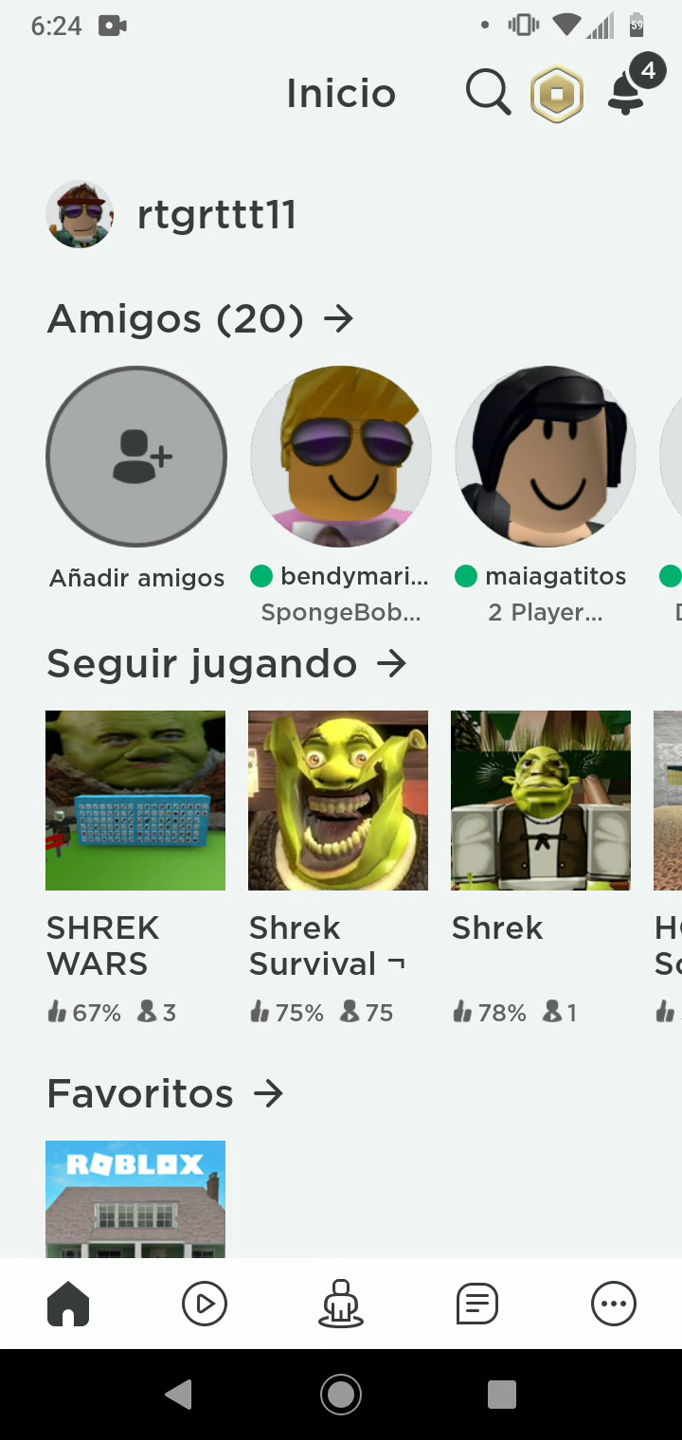 6:24
59
Inicio
4
rtgrttt11
Amigos (20) →
Añadir amigos
bendymari...
maiagatitos
SpongeBob...
2 Player...
Seguir jugando →
SHREK
WARS
Shrek
Survival ¬
Shrek
67% 3
75% 75
78% 1
Favoritos →
ROBLOX